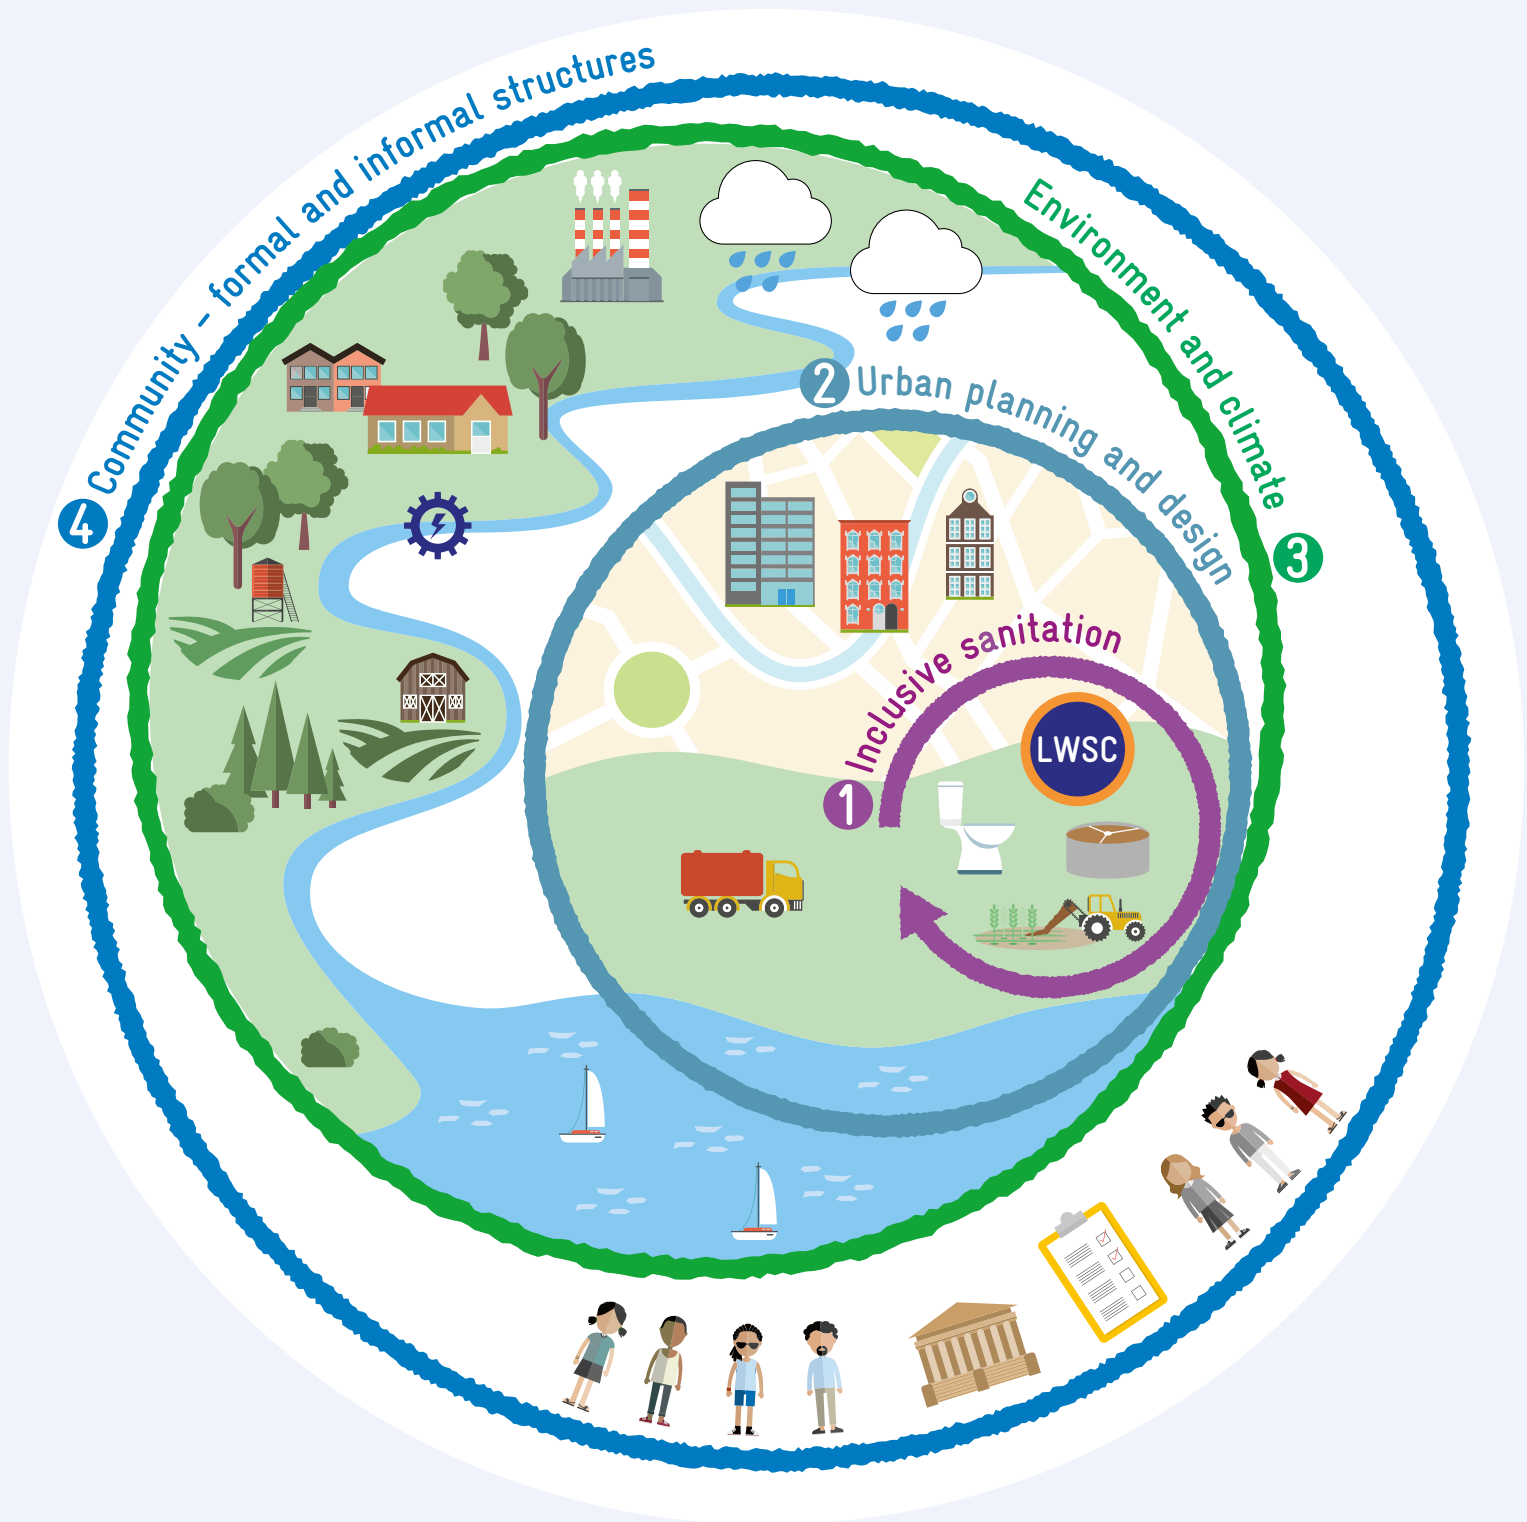 4 Community – formal and informal structures
Environment and climate 3
2 Urban planning and design
1 Inclusive sanitation
LWSC